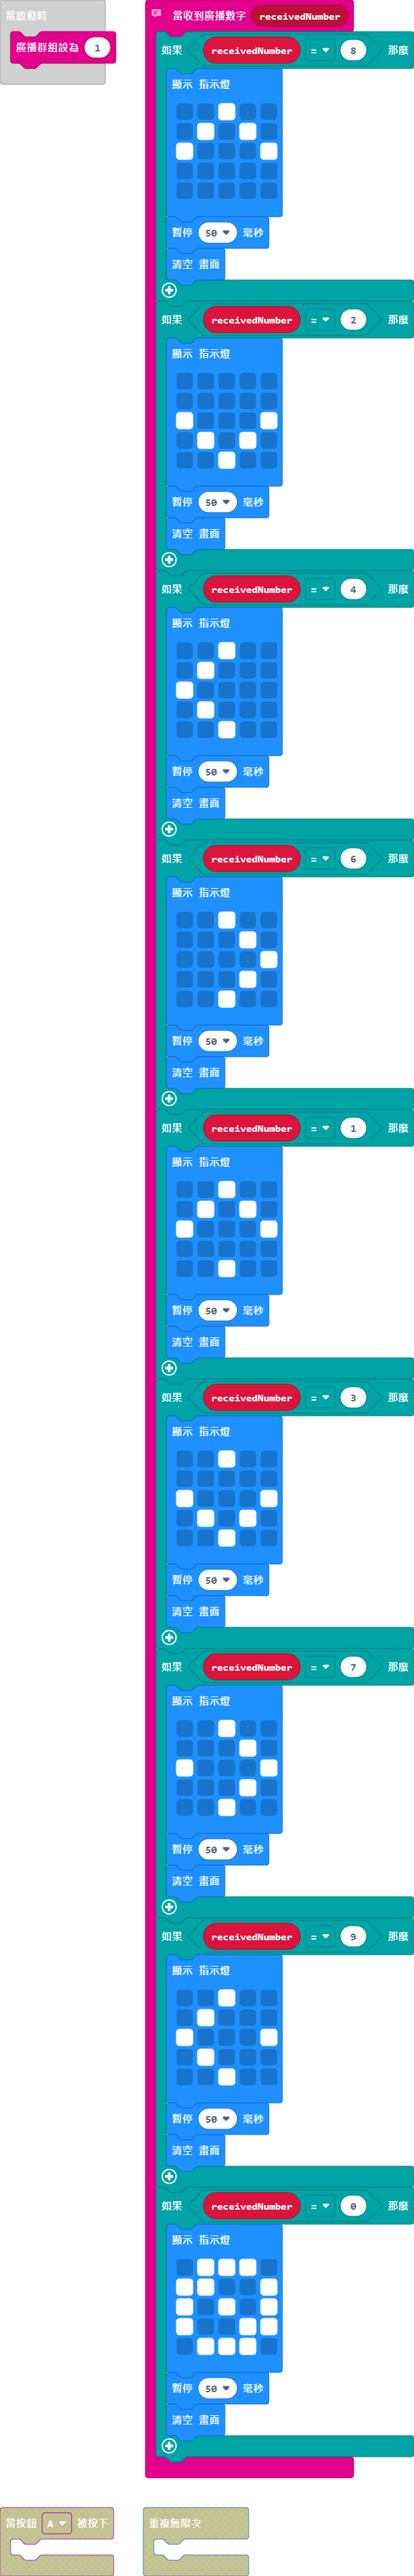 當啟動時
廣播群組設為 1
當收到廣播數字 receivedNumber
如果 receivedNumber = 8 那麼
顯示 指示燈
暫停 50 毫秒
清空 畫面
如果 receivedNumber = 2 那麼
顯示 指示燈
暫停 50 毫秒
清空 畫面
如果 receivedNumber = 4 那麼
顯示 指示燈
暫停 50 毫秒
清空 畫面
如果 receivedNumber = 6 那麼
顯示 指示燈
暫停 50 毫秒
清空 畫面
如果 receivedNumber = 1 那麼
顯示 指示燈
暫停 50 毫秒
清空 畫面
如果 receivedNumber = 3 那麼
顯示 指示燈
暫停 50 毫秒
清空 畫面
如果 receivedNumber = 7 那麼
顯示 指示燈
暫停 50 毫秒
清空 畫面
如果 receivedNumber = 9 那麼
顯示 指示燈
暫停 50 毫秒
清空 畫面
如果 receivedNumber = 0 那麼
顯示 指示燈
暫停 50 毫秒
清空 畫面
當按鈕 A 被按下
重複無限次